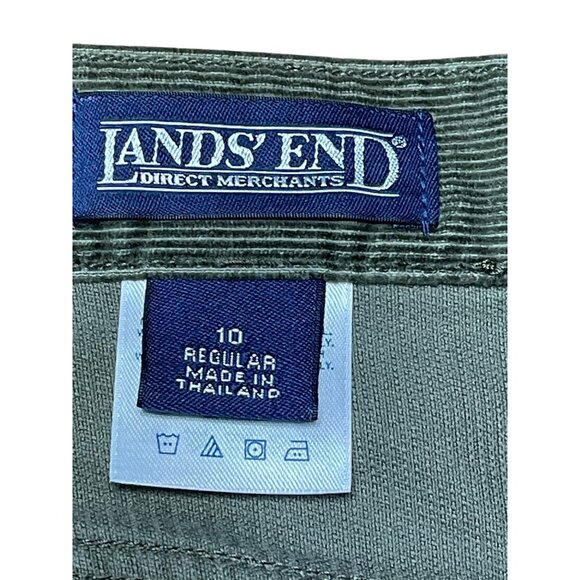 LANDS' END®
DIRECT MERCHANTS
10
REGULAR
MADE IN
THAILAND